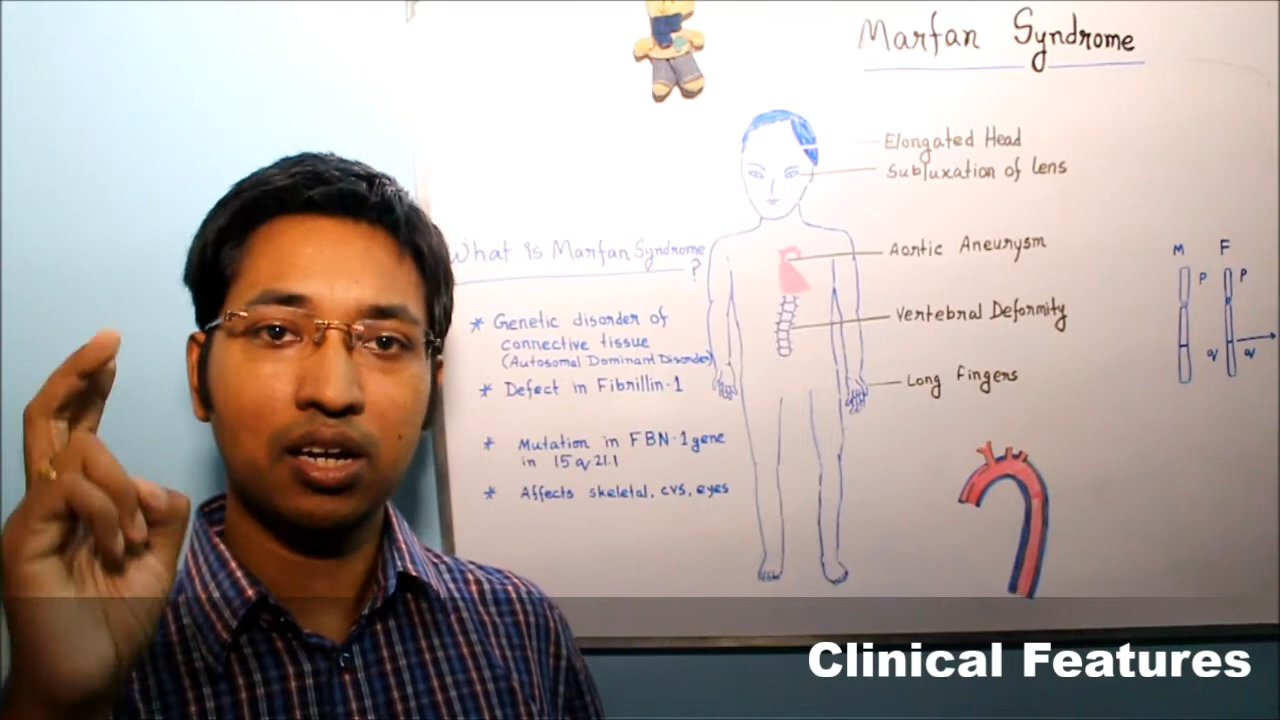 Marfan Syndrome
Elongated Head
Subluxation of lens
Aortic Aneurysm
Vertebral Deformity
Long Fingers
What Is Marfan Syndrome
?
* Genetic disorder of
connective tissue
(Autosomal Dominant Disorder)
* Defect in Fibrillin-1
* Mutation in FBN-1 gene
in 15q21.1
* Affects skeletal, cvs, eyes
M F
P P
q q
Clinical Features